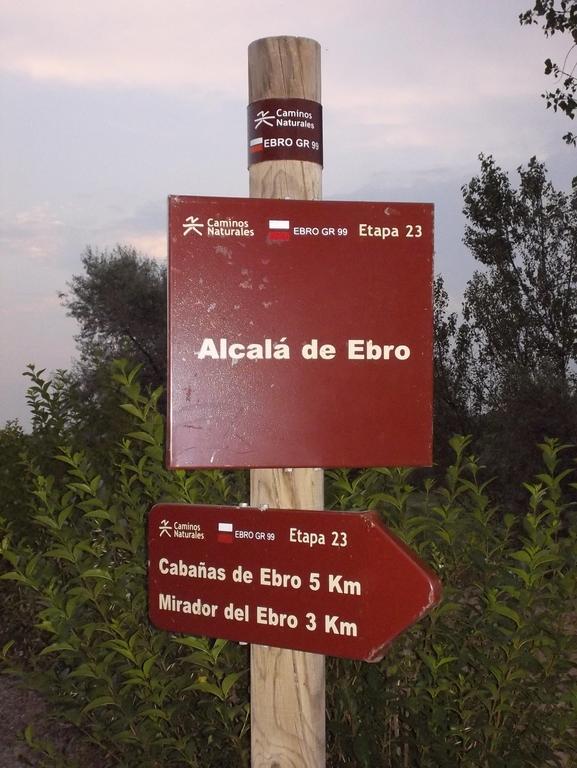 Caminos
Naturales
EBRO GR 99
Caminos
Naturales
EBRO GR 99
Etapa 23
Alcalá de Ebro
Caminos
Naturales
EBRO GR 99
Etapa 23
Cabañas de Ebro 5 Km
Mirador del Ebro 3 Km